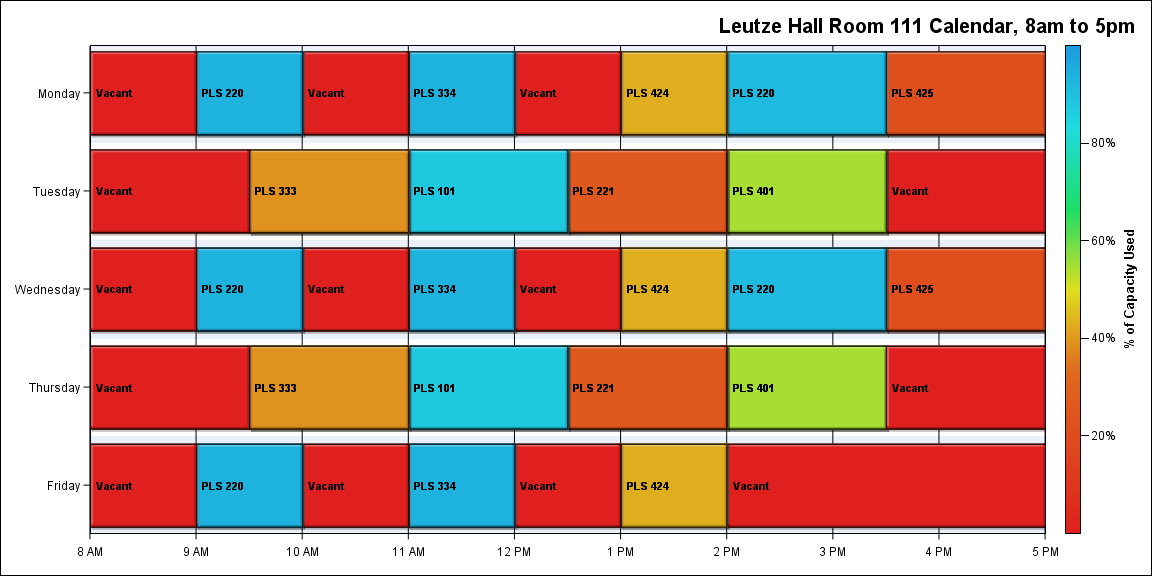 Leutze Hall Room 111 Calendar, 8am to 5pm
Monday
Vacant
PLS 220
Vacant
PLS 334
Vacant
PLS 424
PLS 220
PLS 425
Tuesday
Vacant
PLS 333
PLS 101
PLS 221
PLS 401
Vacant
Wednesday
Vacant
PLS 220
Vacant
PLS 334
Vacant
PLS 424
PLS 220
PLS 425
Thursday
Vacant
PLS 333
PLS 101
PLS 221
PLS 401
Vacant
Friday
Vacant
PLS 220
Vacant
PLS 334
Vacant
PLS 424
Vacant
8 AM
9 AM
10 AM
11 AM
12 PM
1 PM
2 PM
3 PM
4 PM
5 PM
80%
60%
40%
20%
% of Capacity Used